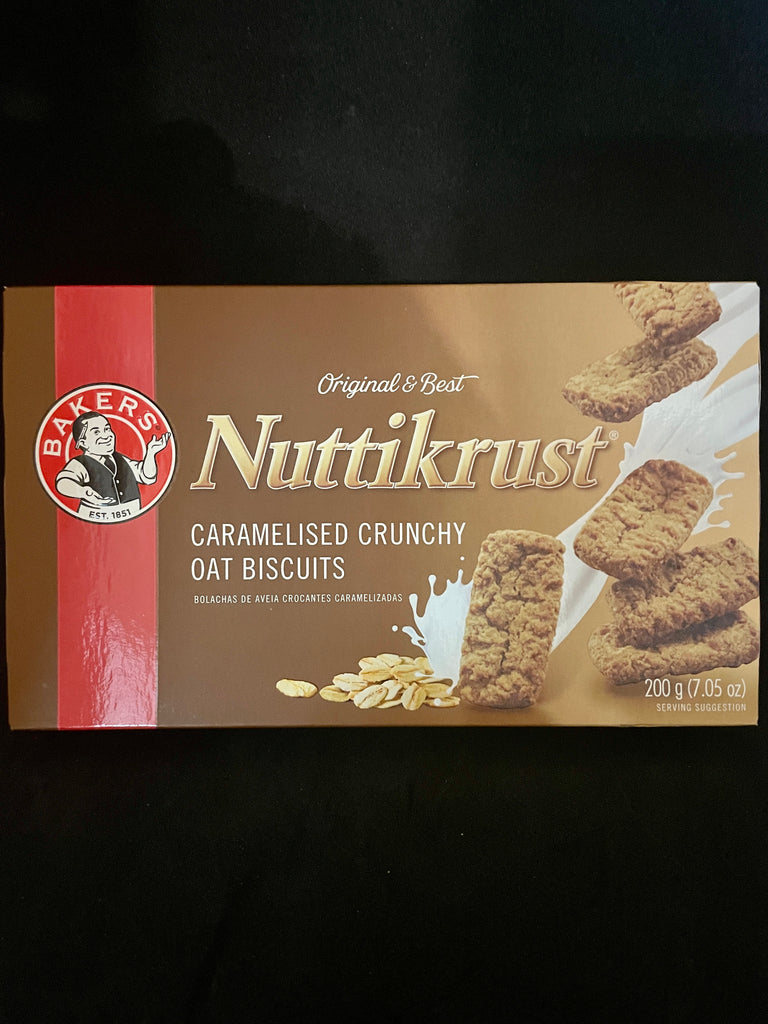 BAKERS®
EST. 1851
Original & Best
Nuttikrust®
CARAMELISED CRUNCHY
OAT BISCUITS
BOLACHAS DE AVEIA CROCANTES CARAMELIZADAS
200 g (7.05 oz)
SERVING SUGGESTION